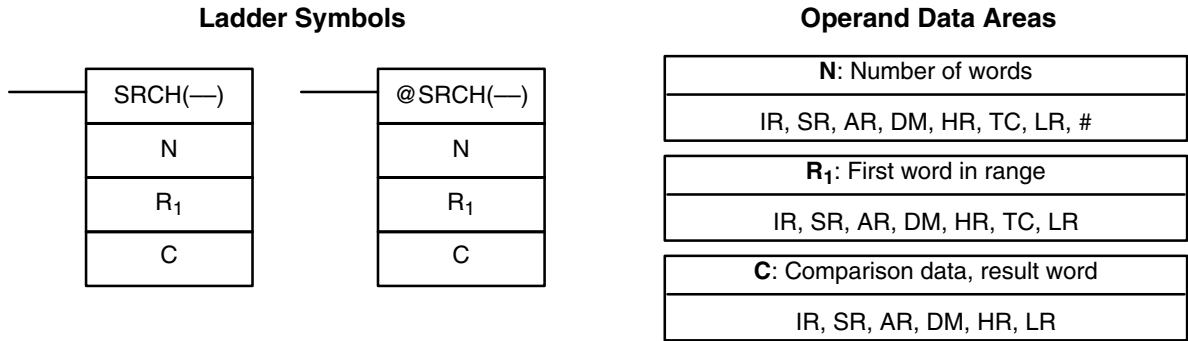 Ladder Symbols
SRCH(––)
N
R1
C
@SRCH(––)
N
R1
C
Operand Data Areas
N: Number of words
IR, SR, AR, DM, HR, TC, LR, #
R1: First word in range
IR, SR, AR, DM, HR, TC, LR
C: Comparison data, result word
IR, SR, AR, DM, HR, LR